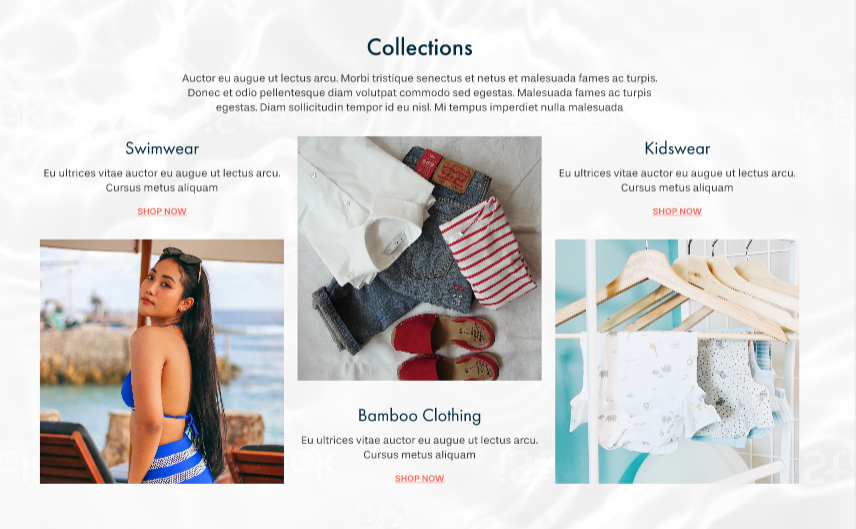 Collections
Auctor eu augue ut lectus arcu. Morbi tristique senectus et netus et malesuada fames ac turpis.
Donec et odio pellentesque diam volutpat commodo sed egestas. Malesuada fames ac turpis
egestas. Diam sollicitudin tempor id eu nisl. Mi tempus imperdiet nulla malesuada
Swimwear
Eu ultrices vitae auctor eu augue ut lectus arcu.
Cursus metus aliquam
SHOP NOW
Bamboo Clothing
Eu ultrices vitae auctor eu augue ut lectus arcu.
Cursus metus aliquam
SHOP NOW
Kidswear
Eu ultrices vitae auctor eu augue ut lectus arcu.
Cursus metus aliquam
SHOP NOW